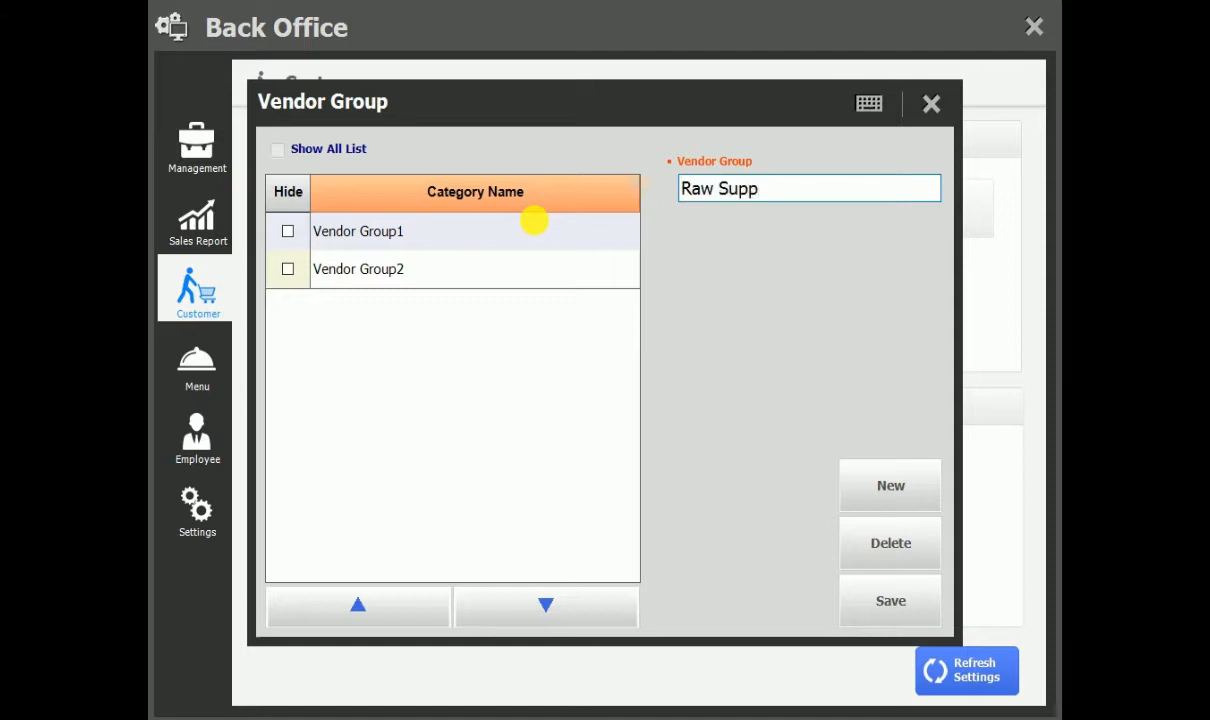 Back Office
Vendor Group
Show All List
Vendor Group
Raw Supp
Hide
Category Name
Vendor Group1
Vendor Group2
Management
Sales Report
Customer
Menu
Employee
Settings
New
Delete
Save
Refresh
Settings